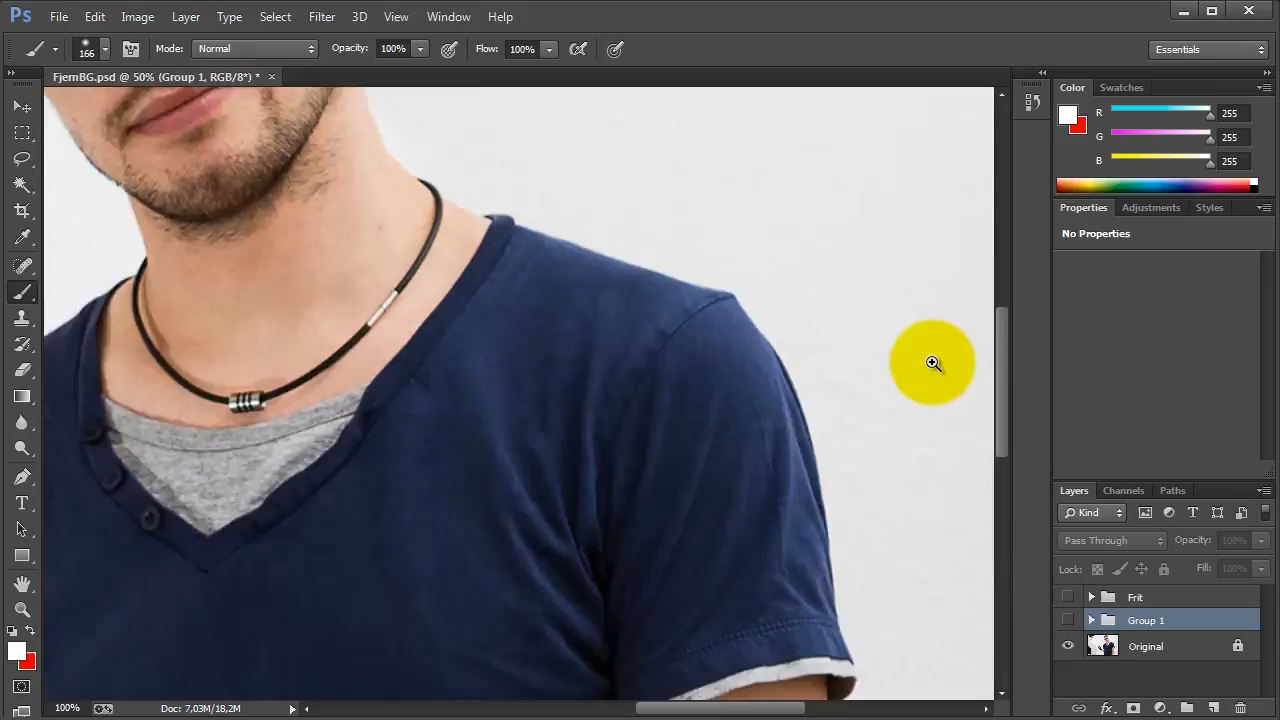 Ps File Edit Image Layer Type Select Filter 3D View Window Help
166 Mode: Normal Opacity: 100% Flow: 100% Essentials
FjernBG.psd @ 50% (Group 1, RGB/8*) * ×
Color Swatches
R 255
G 255
B 255
Properties Adjustments Styles
No Properties
Layers Channels Paths
Kind
Pass Through Opacity: 100%
Lock: Fill: 100%
Frit
Group 1
Original
100% Doc: 7,03M/18,2M